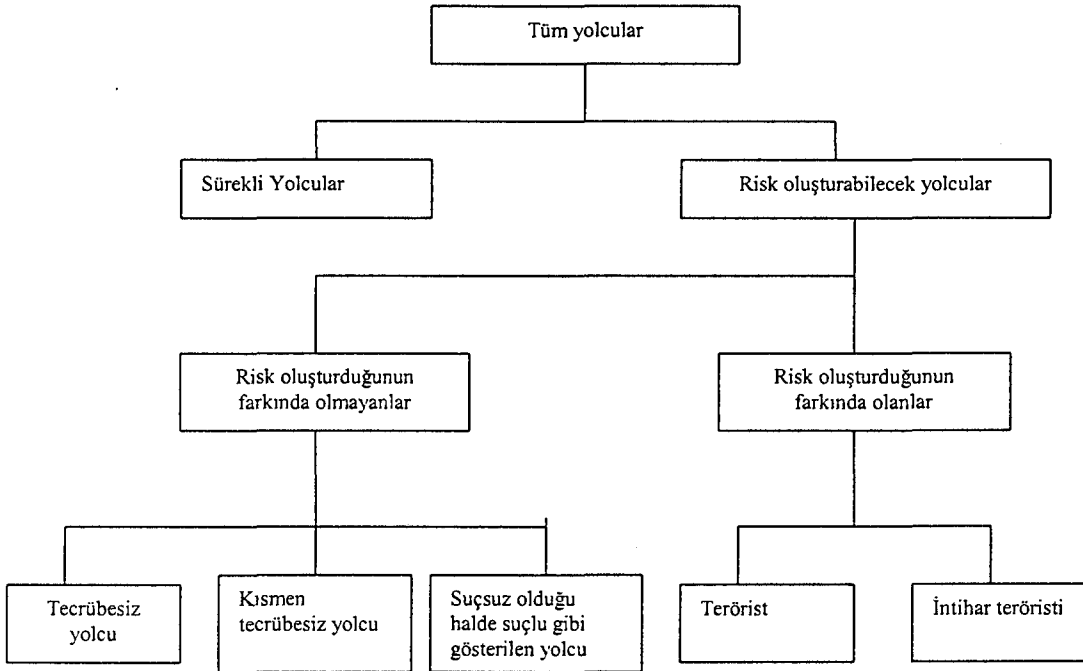 Tüm yolcular
Sürekli Yolcular
Risk oluşturabilecek yolcular
Risk oluşturduğunun
farkında olmayanlar
Risk oluşturduğunun
farkında olanlar
Tecrübesiz
yolcu
Kısmen
tecrübesiz yolcu
Suçsuz olduğu
halde suçlu gibi
gösterilen yolcu
Terörist
İntihar teröristi